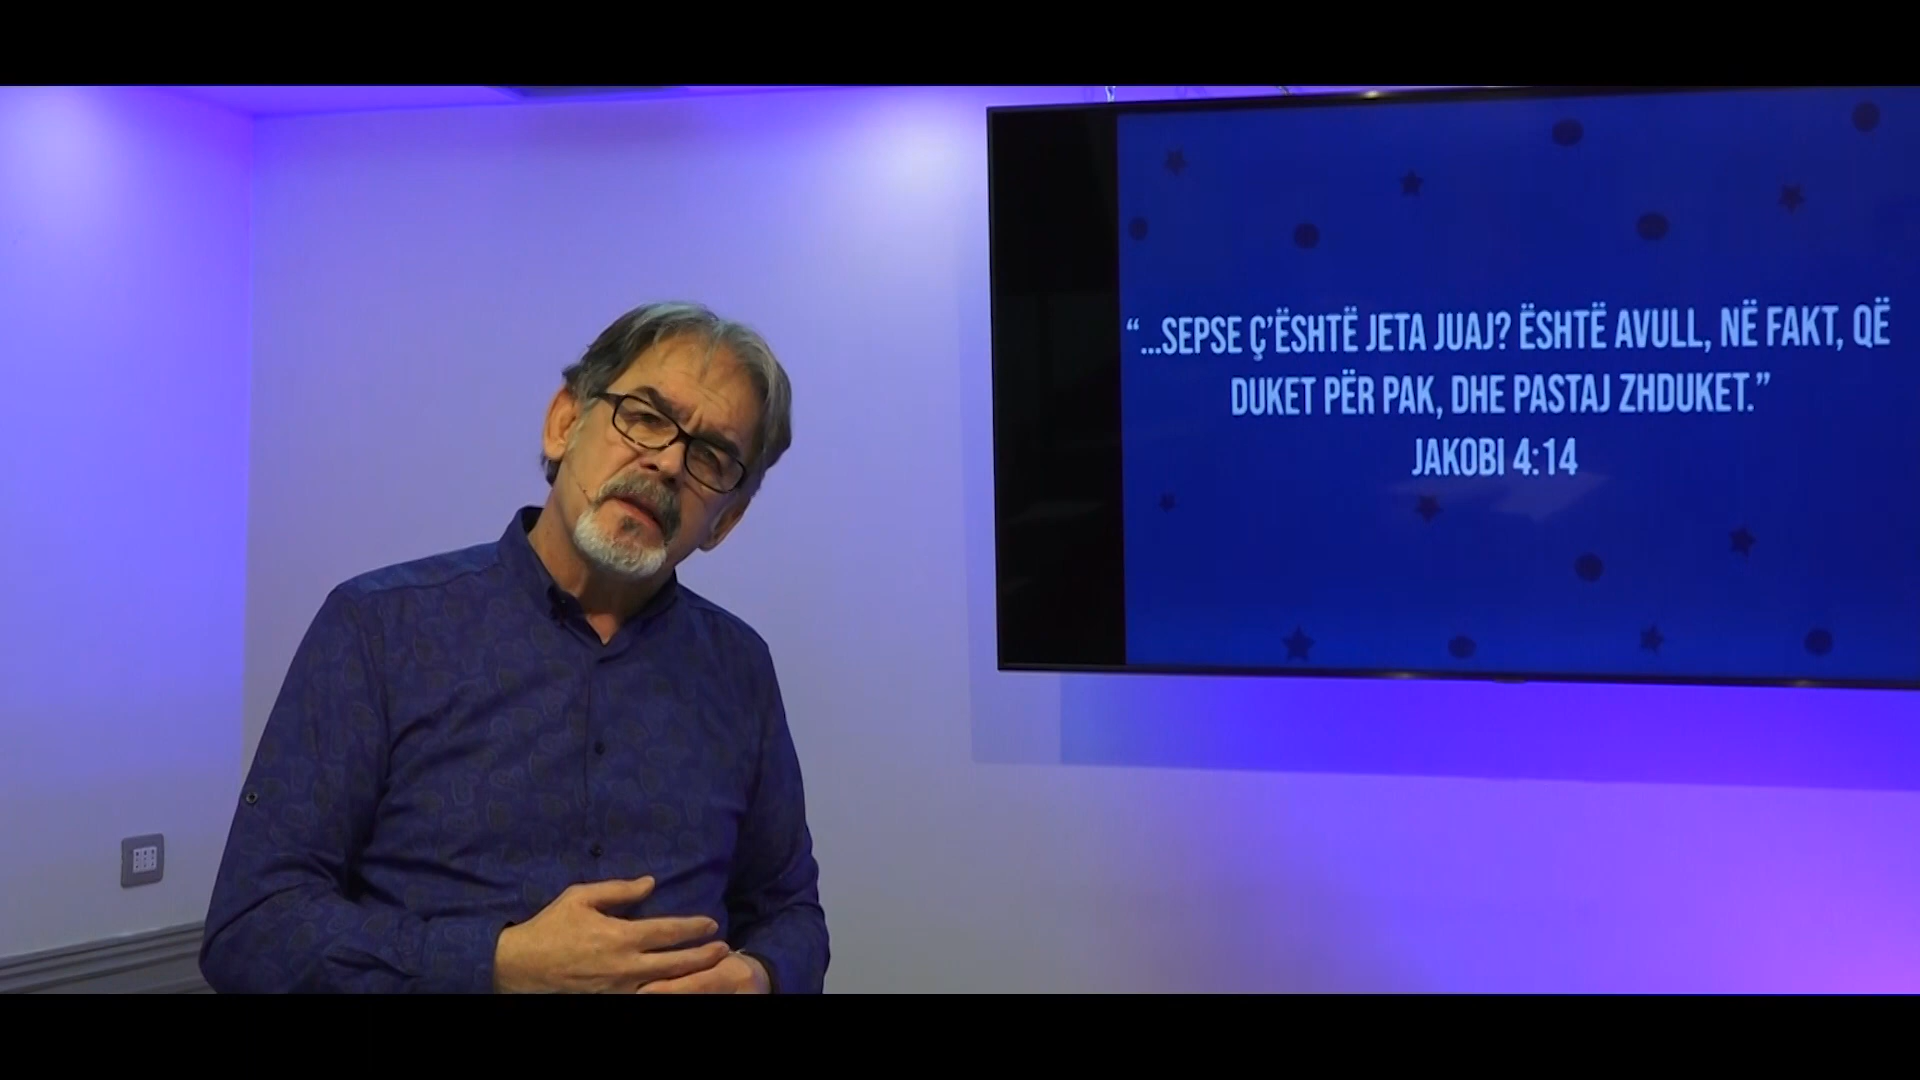 “...SEPSE Ç’ËSHTË JETA JUAJ? ËSHTË AVULL, NË FAKT, QË
DUKET PËR PAK, DHE PASTAJ ZHDUKET.”
JAKOBI 4:14